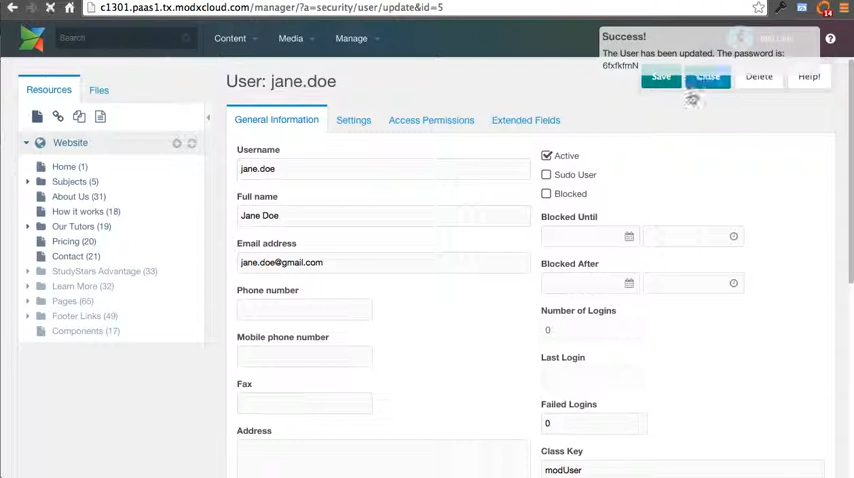 c1301.paas1.tx.modxcloud.com/manager/?a=security/user/update&id=5
14
Search
Content
Media
Manage
Success!
The User has been updated. The password is:
6fxfkfmN
Save
Close
Delete
Help!
Resources
Files
User: jane.doe
General Information
Settings
Access Permissions
Extended Fields
Website
Home (1)
Subjects (5)
About Us (31)
How it works (18)
Our Tutors (19)
Pricing (20)
Contact (21)
StudyStars Advantage (33)
Learn More (32)
Pages (65)
Footer Links (49)
Components (17)
Username
jane.doe
Full name
Jane Doe
Email address
jane.doe@gmail.com
Phone number
Mobile phone number
Fax
Address
Active
Sudo User
Blocked
Blocked Until
Blocked After
Number of Logins
0
Last Login
Failed Logins
0
Class Key
modUser